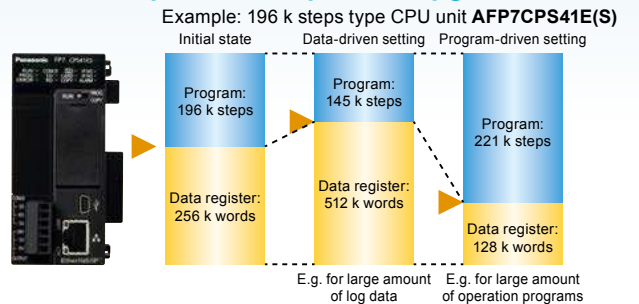 Example: 196 k steps type CPU unit AFP7CPS41E(S)
Initial state
Data-driven setting
Program-driven setting
Panasonic FP7 CPS41ES
Program:
196 k steps
Program:
145 k steps
Program:
221 k steps
Data register:
256 k words
Data register:
512 k words
Data register:
128 k words
E.g. for large amount
of log data
E.g. for large amount
of operation programs